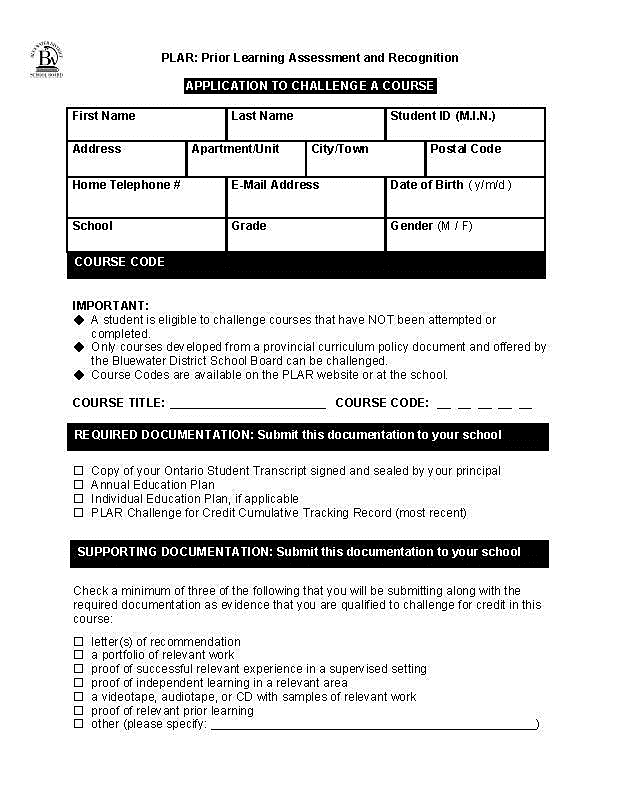 BLUEWATER DISTRICT
SCHOOL BOARD
PLAR: Prior Learning Assessment and Recognition
APPLICATION TO CHALLENGE A COURSE
First Name Last Name Student ID (M.I.N.)
Address Apartment/Unit City/Town Postal Code
Home Telephone # E-Mail Address Date of Birth ( y/m/d )
School Grade Gender (M / F)
COURSE CODE
IMPORTANT:
◆ A student is eligible to challenge courses that have NOT been attempted or
completed.
◆ Only courses developed from a provincial curriculum policy document and offered by
the Bluewater District School Board can be challenged.
◆ Course Codes are available on the PLAR website or at the school.
COURSE TITLE: ________________________ COURSE CODE: __ __ __ __ __
REQUIRED DOCUMENTATION: Submit this documentation to your school
☐ Copy of your Ontario Student Transcript signed and sealed by your principal
☐ Annual Education Plan
☐ Individual Education Plan, if applicable
☐ PLAR Challenge for Credit Cumulative Tracking Record (most recent)
SUPPORTING DOCUMENTATION: Submit this documentation to your school
Check a minimum of three of the following that you will be submitting along with the
required documentation as evidence that you are qualified to challenge for credit in this
course:
☐ letter(s) of recommendation
☐ a portfolio of relevant work
☐ proof of successful relevant experience in a supervised setting
☐ proof of independent learning in a relevant area
☐ a videotape, audiotape, or CD with samples of relevant work
☐ proof of relevant prior learning
☐ other (please specify: __________________________________________________)